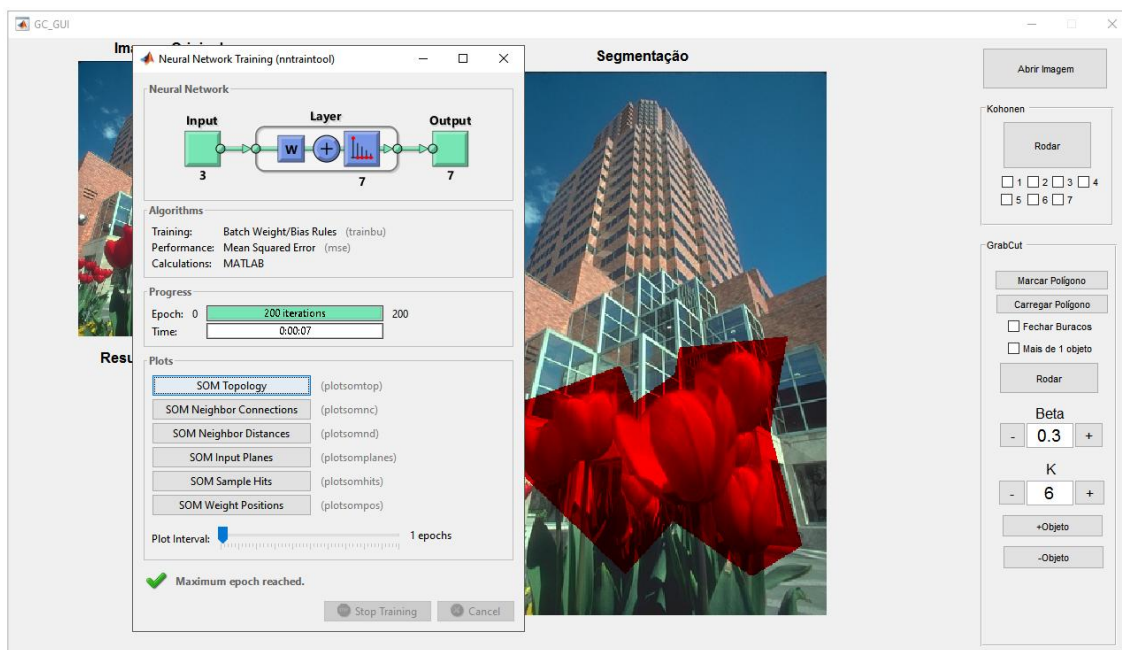 GC_GUI
Neural Network Training (nntraintool)
Neural Network
Input
Layer
Output
W
3
7
7
Algorithms
Training: Batch Weight/Bias Rules (trainbu)
Performance: Mean Squared Error (mse)
Calculations: MATLAB
Progress
Epoch: 0 200 iterations 200
Time: 0:00:07
Plots
SOM Topology (plotsomtop)
SOM Neighbor Connections (plotsomnc)
SOM Neighbor Distances (plotsomnd)
SOM Input Planes (plotsomplanes)
SOM Sample Hits (plotsomhits)
SOM Weight Positions (plotsompos)
Plot Interval: 1 epochs
Maximum epoch reached.
Stop Training Cancel
Segmentação
Abrir Imagem
Kohonen
Rodar
1 2 3 4
5 6 7
GrabCut
Marcar Polígono
Carregar Polígono
Fechar Buracos
Mais de 1 objeto
Rodar
Beta
- 0.3 +
K
- 6 +
+Objeto
-Objeto